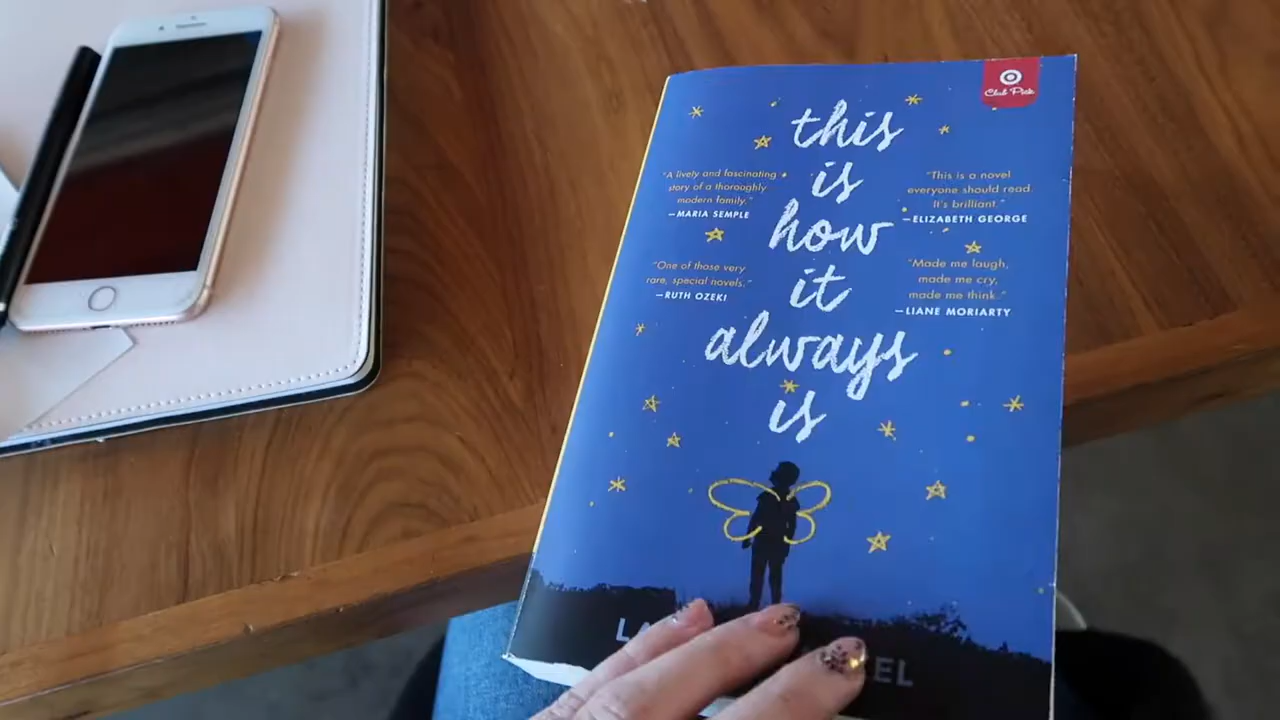 Club Pick
this
is
how
it
always
is
"A lively and fascinating
story of a thoroughly
modern family."
—MARIA SEMPLE
"This is a novel
everyone should read.
It's brilliant."
—ELIZABETH GEORGE
"One of those very
rare, special novels."
—RUTH OZEKI
"Made me laugh,
made me cry,
made me think."
—LIANE MORIARTY